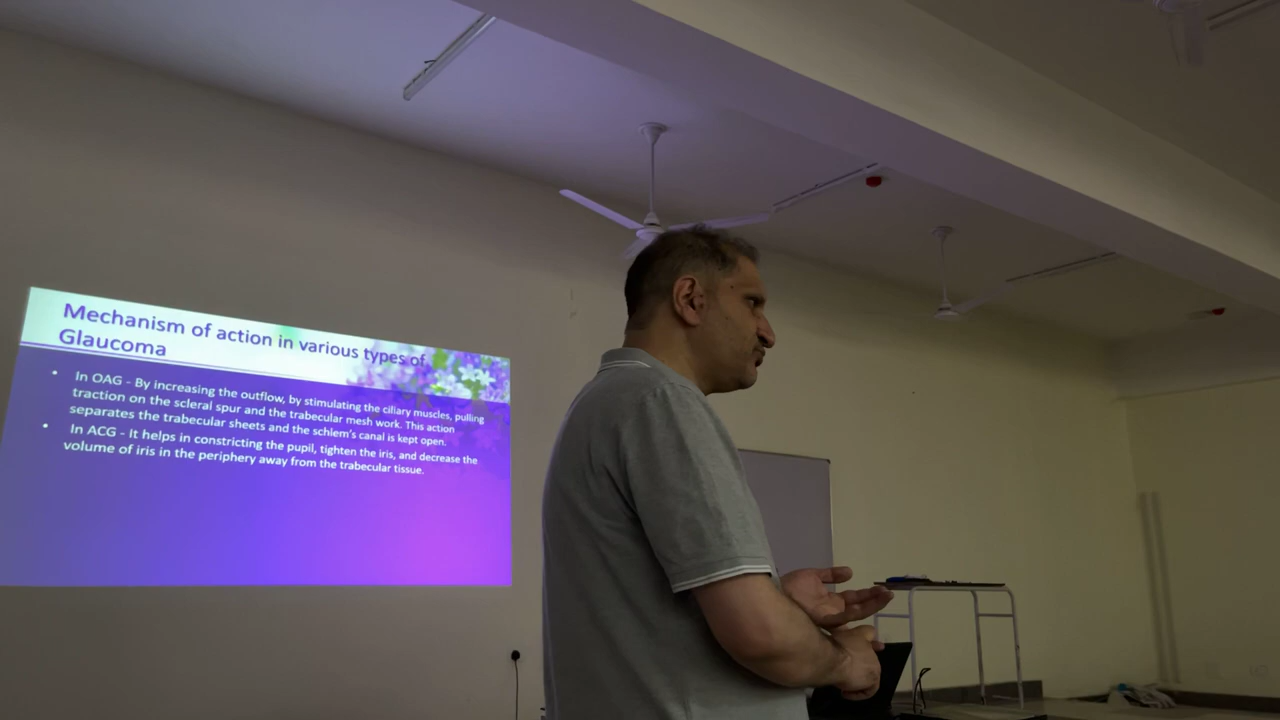 Mechanism of action in various types of
Glaucoma
• In OAG - By increasing the outflow, by stimulating the ciliary muscles, pulling
traction on the scleral spur and the trabecular mesh work. This action
separates the trabecular sheets and the schlem's canal is kept open.
• In ACG - It helps in constricting the pupil, tighten the iris, and decrease the
volume of iris in the periphery away from the trabecular tissue.